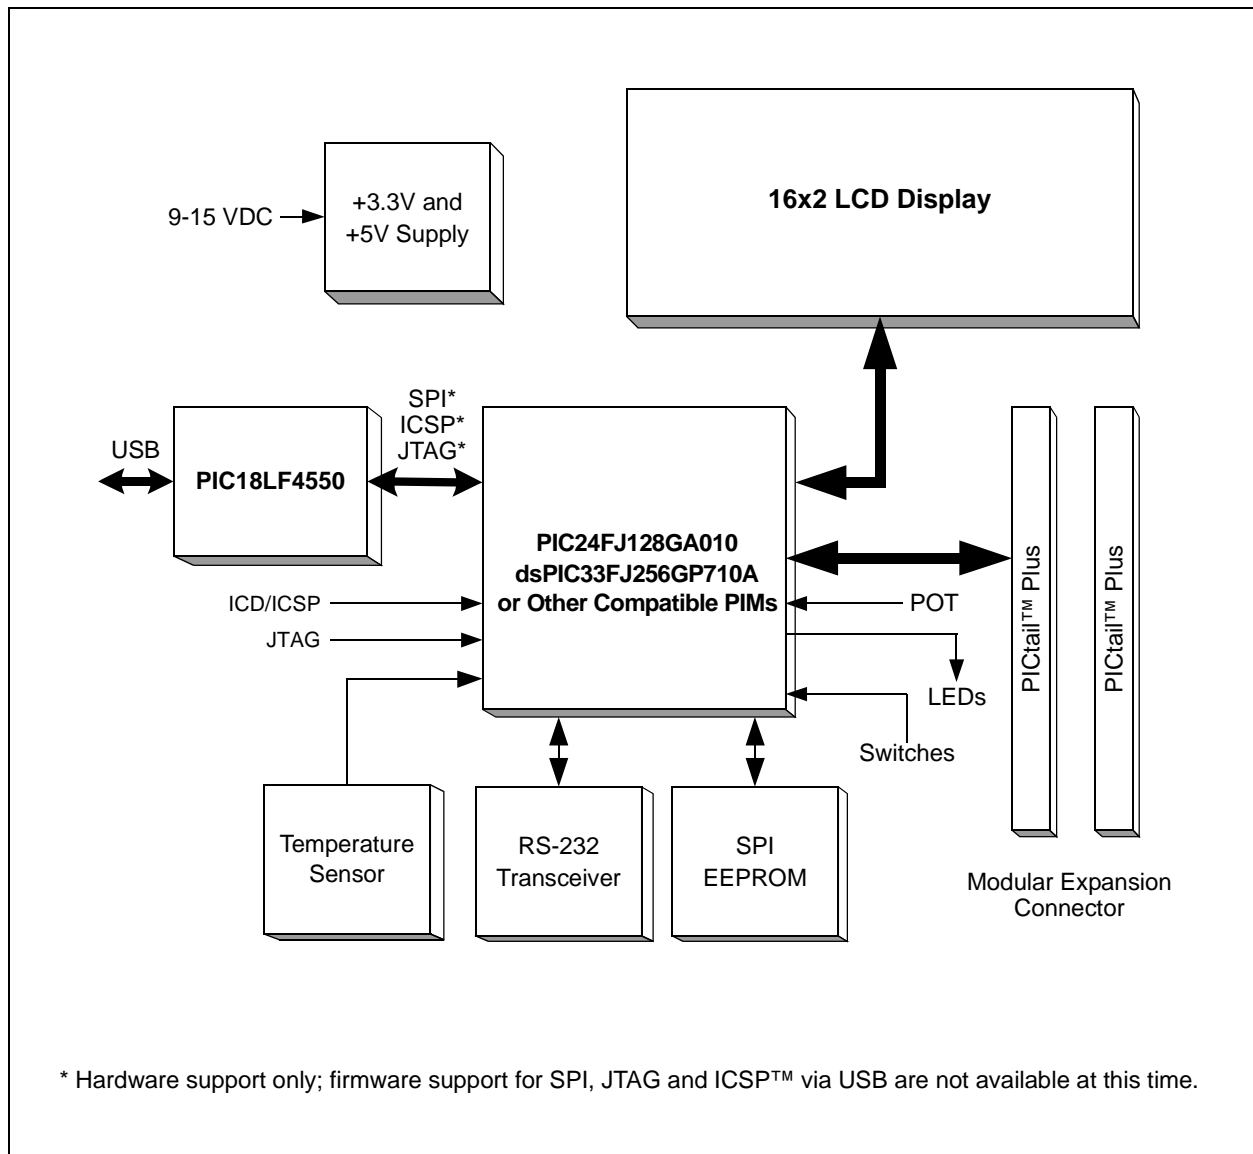 16x2 LCD Display
9-15 VDC
+3.3V and
+5V Supply
SPI*
ICSP*
JTAG*
USB
PIC18LF4550
PIC24FJ128GA010
dsPIC33FJ256GP710A
or Other Compatible PIMs
ICD/ICSP
JTAG
POT
LEDs
Switches
PICtail™ Plus
PICtail™ Plus
Temperature
Sensor
RS-232
Transceiver
SPI
EEPROM
Modular Expansion
Connector
* Hardware support only; firmware support for SPI, JTAG and ICSP™ via USB are not available at this time.